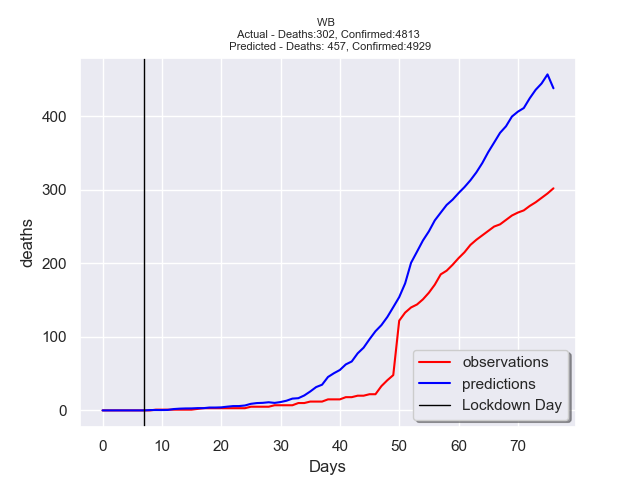 WB
Actual - Deaths:302, Confirmed:4813
Predicted - Deaths: 457, Confirmed:4929
deaths
400
300
200
100
0
0 10 20 30 40 50 60 70
Days
observations
predictions
Lockdown Day